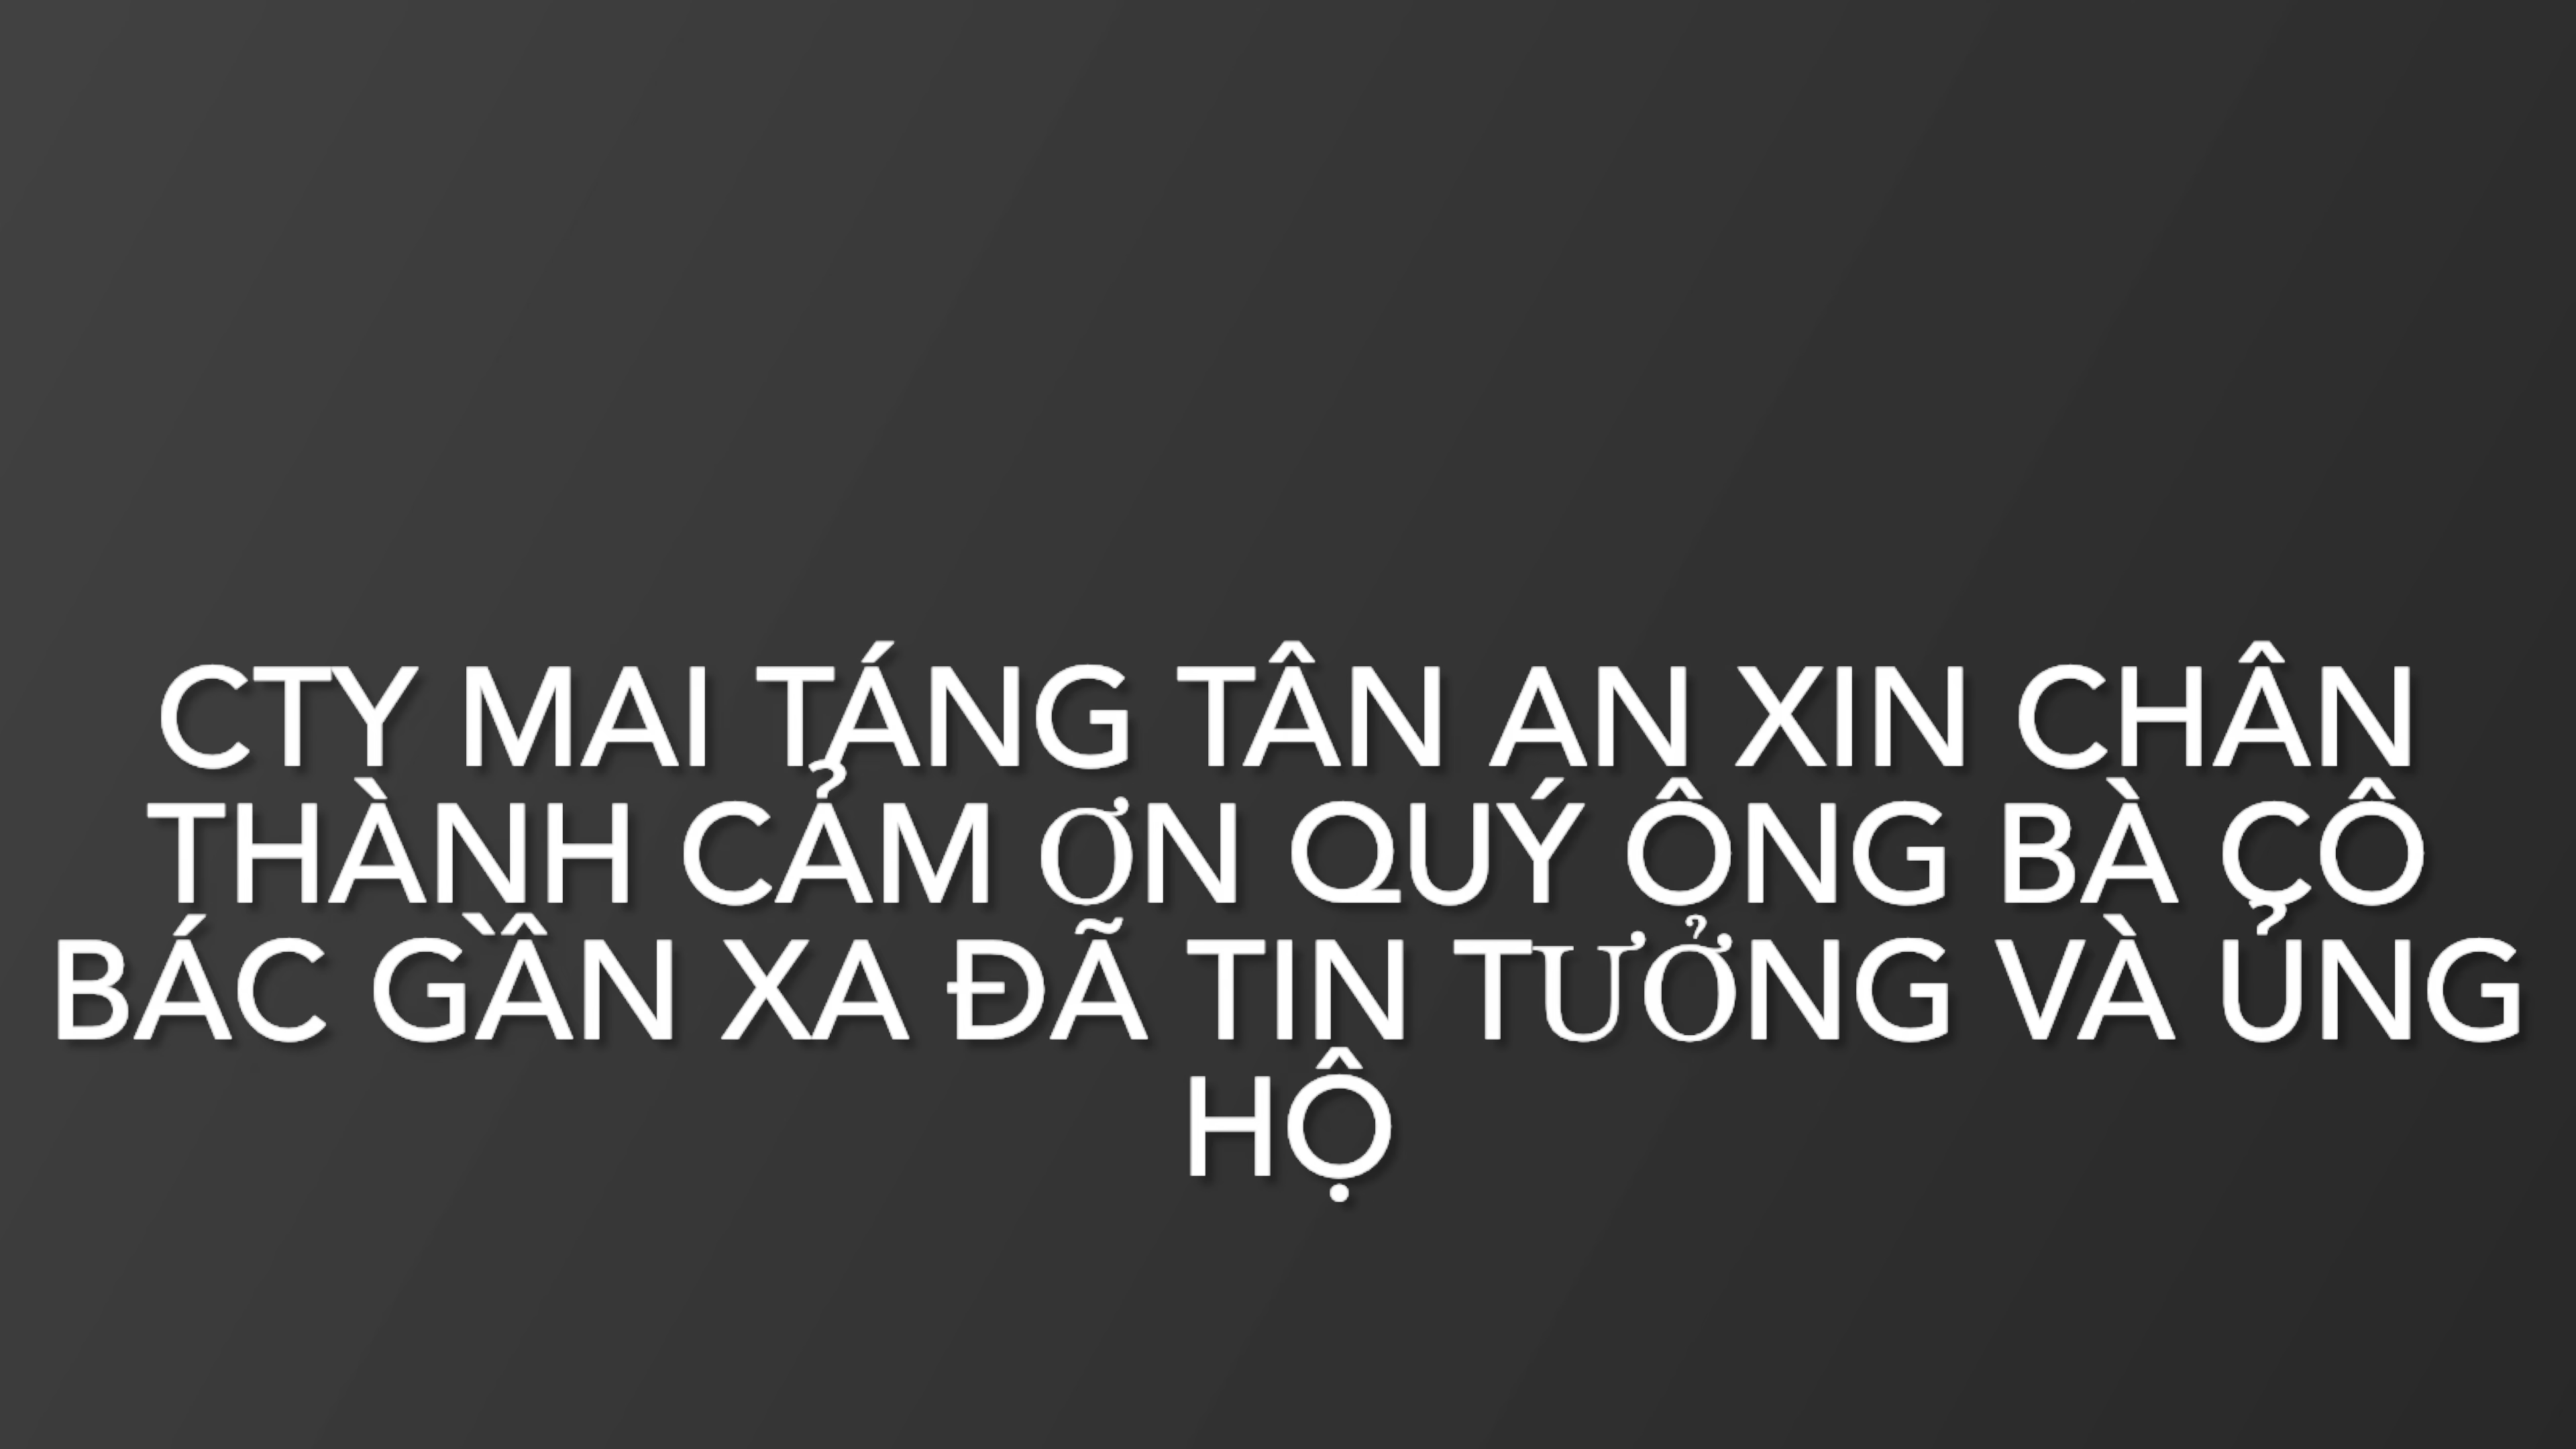 CTY MAI TÁNG TÂN AN XIN CHÂN
THÀNH CẢM ƠN QUÝ ÔNG BÀ CÔ
BÁC GẦN XA ĐÃ TIN TƯỞNG VÀ ỦNG
HỘ